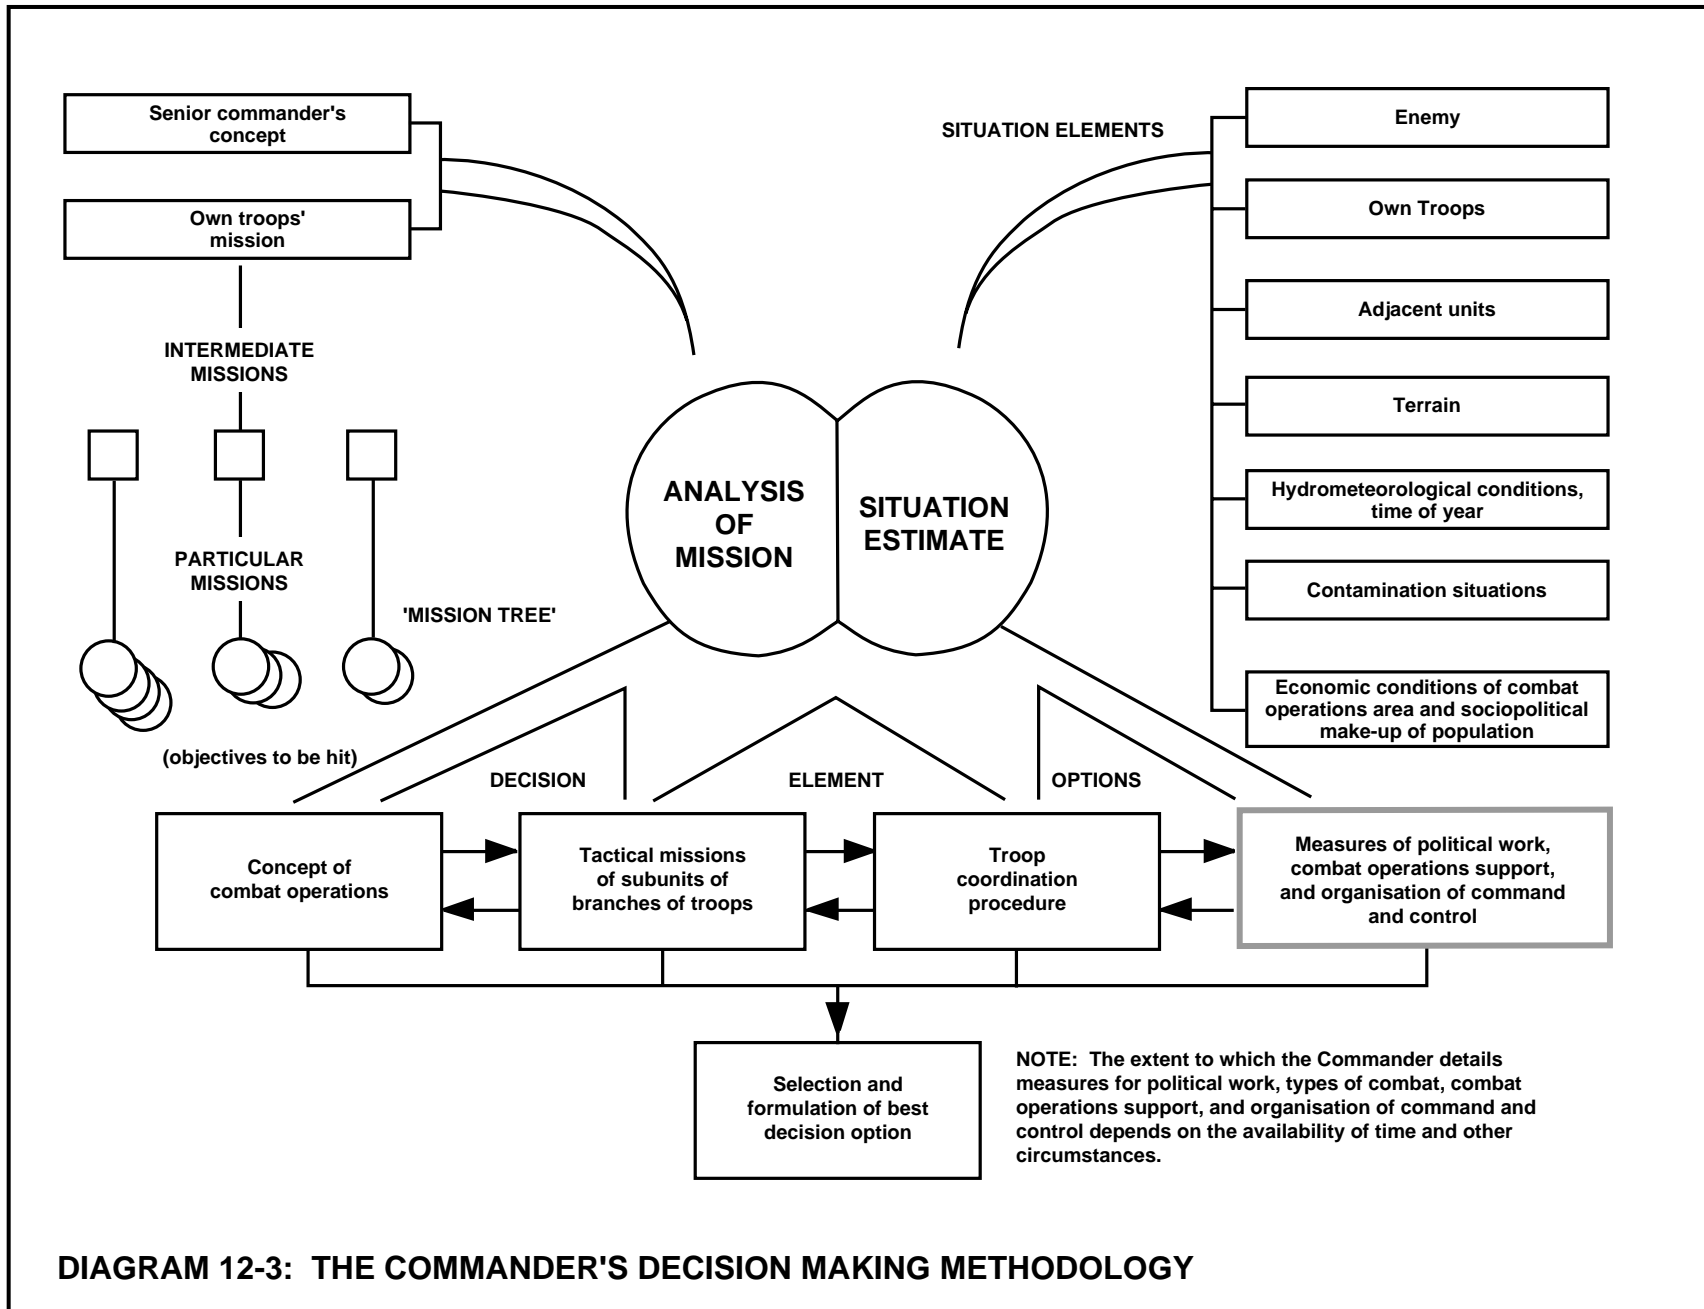 Senior commander's
concept
Own troops'
mission
INTERMEDIATE
MISSIONS
PARTICULAR
MISSIONS
'MISSION TREE'
(objectives to be hit)
SITUATION ELEMENTS
Enemy
Own Troops
Adjacent units
Terrain
Hydrometeorological conditions,
time of year
Contamination situations
Economic conditions of combat
operations area and sociopolitical
make-up of population
ANALYSIS
OF
MISSION
SITUATION
ESTIMATE
DECISION
ELEMENT
OPTIONS
Concept of
combat operations
Tactical missions
of subunits of
branches of troops
Troop
coordination
procedure
Measures of political work,
combat operations support,
and organisation of command
and control
Selection and
formulation of best
decision option
NOTE: The extent to which the Commander details
measures for political work, types of combat, combat
operations support, and organisation of command and
control depends on the availability of time and other
circumstances.
DIAGRAM 12-3: THE COMMANDER'S DECISION MAKING METHODOLOGY